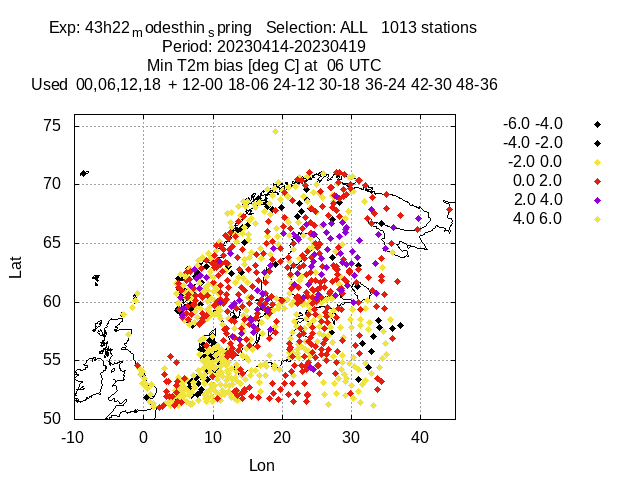 Exp: 43h22modesthinspring Selection: ALL 1013 stations
Period: 20230414-20230419
Min T2m bias [deg C] at 06 UTC
Used 00,06,12,18 + 12-00 18-06 24-12 30-18 36-24 42-30 48-36
-6.0 -4.0
-4.0 -2.0
-2.0 0.0
0.0 2.0
2.0 4.0
4.0 6.0
75
70
65
60
55
50
Lat
-10 0 10 20 30 40
Lon